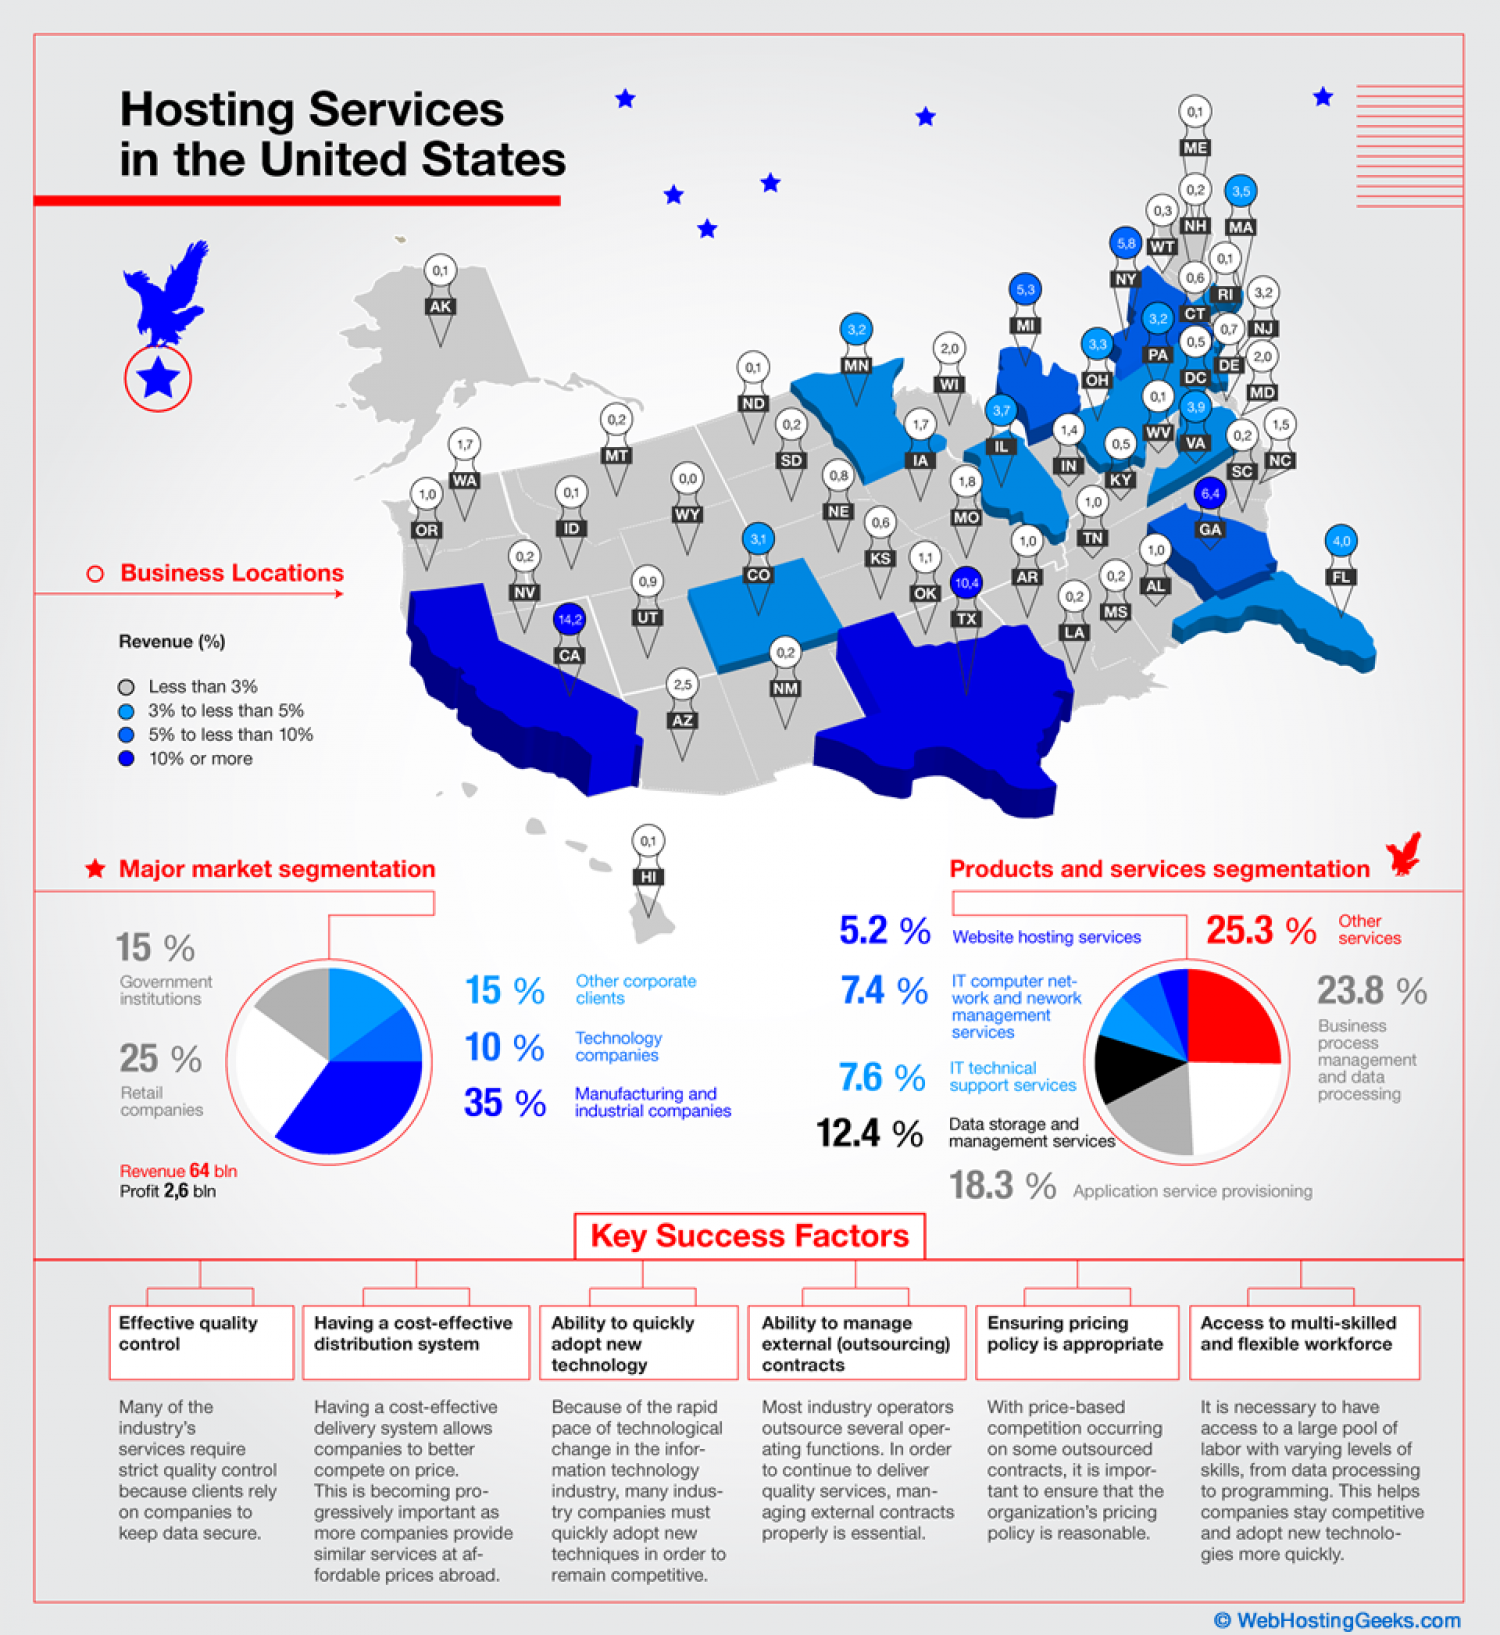 Hosting Services
in the United States
0,1
ME
0,2
NH
3,5
MA
0,3
WT
5,8
NY
0,1
RI
0,6
CT
3,2
NJ
0,1
AK
5,3
MI
3,2
PA
0,7
DE
0,5
DC
2,0
MD
3,2
MN
2,0
WI
3,3
OH
0,1
ND
0,1
WV
3,9
VA
0,2
MT
0,2
SD
1,7
IA
3,7
IL
1,4
IN
0,5
KY
0,2
SC
1,5
NC
1,7
WA
1,0
OR
0,1
ID
0,0
WY
0,8
NE
1,8
MO
1,0
TN
6,4
GA
0,2
NV
3,1
CO
0,6
KS
1,1
OK
10,4
TX
1,0
AR
1,0
AL
0,2
MS
0,2
LA
4,0
FL
14,2
CA
0,9
UT
2,5
AZ
0,2
NM
0,1
HI
Business Locations
Revenue (%)
Less than 3%
3% to less than 5%
5% to less than 10%
10% or more
Major market segmentation
15 %
Government
institutions
25 %
Retail
companies
15 %
Other corporate
clients
10 %
Technology
companies
35 %
Manufacturing and
industrial companies
Revenue 64 bln
Profit 2,6 bln
Products and services segmentation
5.2 %
Website hosting services
7.4 %
IT computer net-
work and nework
management
services
7.6 %
IT technical
support services
12.4 %
Data storage and
management services
18.3 %
Application service provisioning
25.3 %
Other
services
23.8 %
Business
process
management
and data
processing
Key Success Factors
Effective quality
control
Many of the
industry's
services require
strict quality control
because clients rely
on companies to
keep data secure.
Having a cost-effective
distribution system
Having a cost-effective
delivery system allows
companies to better
compete on price.
This is becoming pro-
gressively important as
more companies provide
similar services at af-
fordable prices abroad.
Ability to quickly
adopt new
technology
Because of the rapid
pace of technological
change in the infor-
mation technology
industry, many indus-
try companies must
quickly adopt new
techniques in order to
remain competitive.
Ability to manage
external (outsourcing)
contracts
Most industry operators
outsource several oper-
ating functions. In order
to continue to deliver
quality services, man-
aging external contracts
properly is essential.
Ensuring pricing
policy is appropriate
With price-based
competition occurring
on some outsourced
contracts, it is impor-
tant to ensure that the
organization's pricing
policy is reasonable.
Access to multi-skilled
and flexible workforce
It is necessary to have
access to a large pool of
labor with varying levels of
skills, from data processing
to programming. This helps
companies stay competitive
and adopt new technolo-
gies more quickly.
© WebHostingGeeks.com